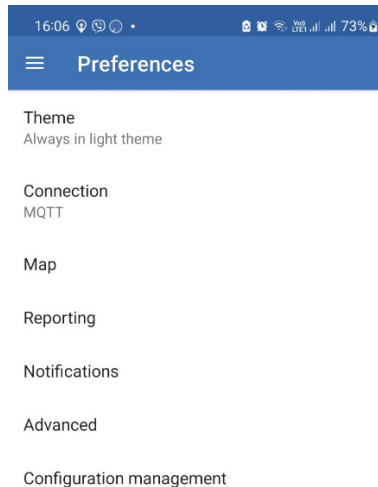 16:06 73%
Preferences
Theme
Always in light theme
Connection
MQTT
Map
Reporting
Notifications
Advanced
Configuration management